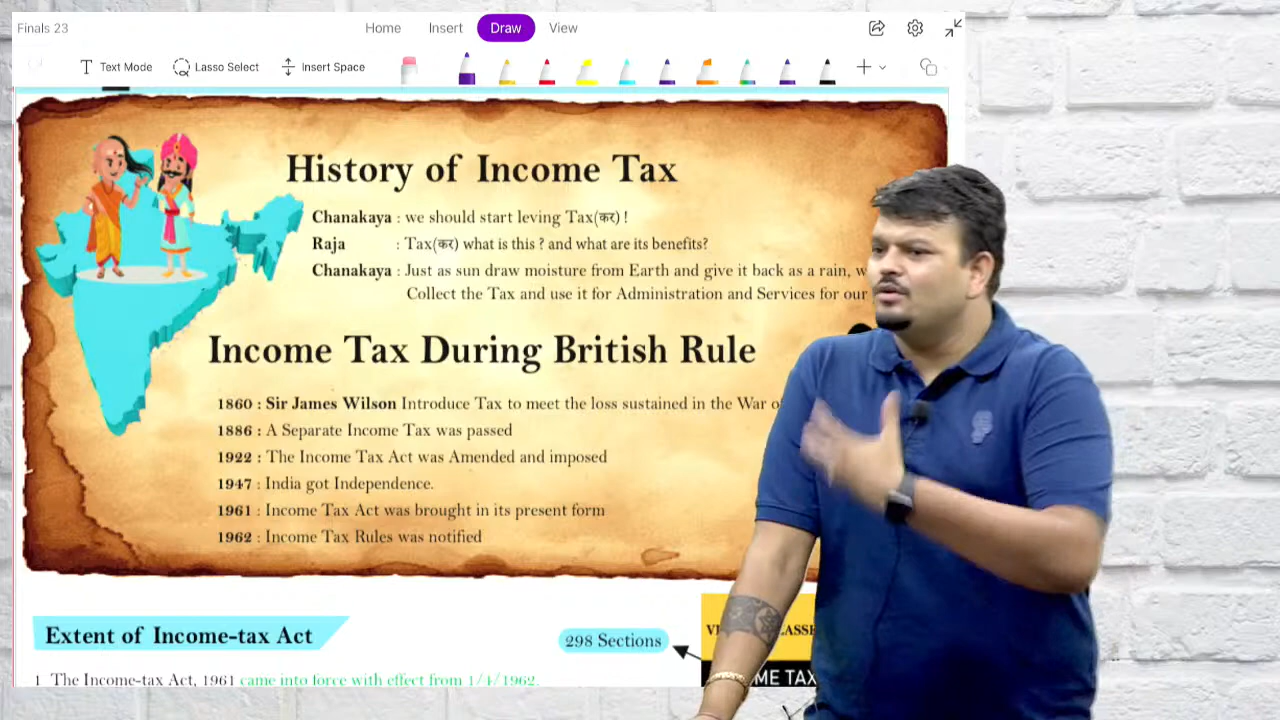 Finals 23
Home Insert Draw View
Text Mode Lasso Select Insert Space
History of Income Tax
Chanakaya : we should start leving Tax(कर) !
Raja : Tax(कर) what is this ? and what are its benefits?
Chanakaya : Just as sun draw moisture from Earth and give it back as a rain, w
Collect the Tax and use it for Administration and Services for our
Income Tax During British Rule
1860 : Sir James Wilson Introduce Tax to meet the loss sustained in the War o
1886 : A Separate Income Tax was passed
1922 : The Income Tax Act was Amended and imposed
1947 : India got Independence.
1961 : Income Tax Act was brought in its present form
1962 : Income Tax Rules was notified
Extent of Income-tax Act
298 Sections
ME TAX
1 The Income-tax Act, 1961 came into force with effect from 1/4/1962.